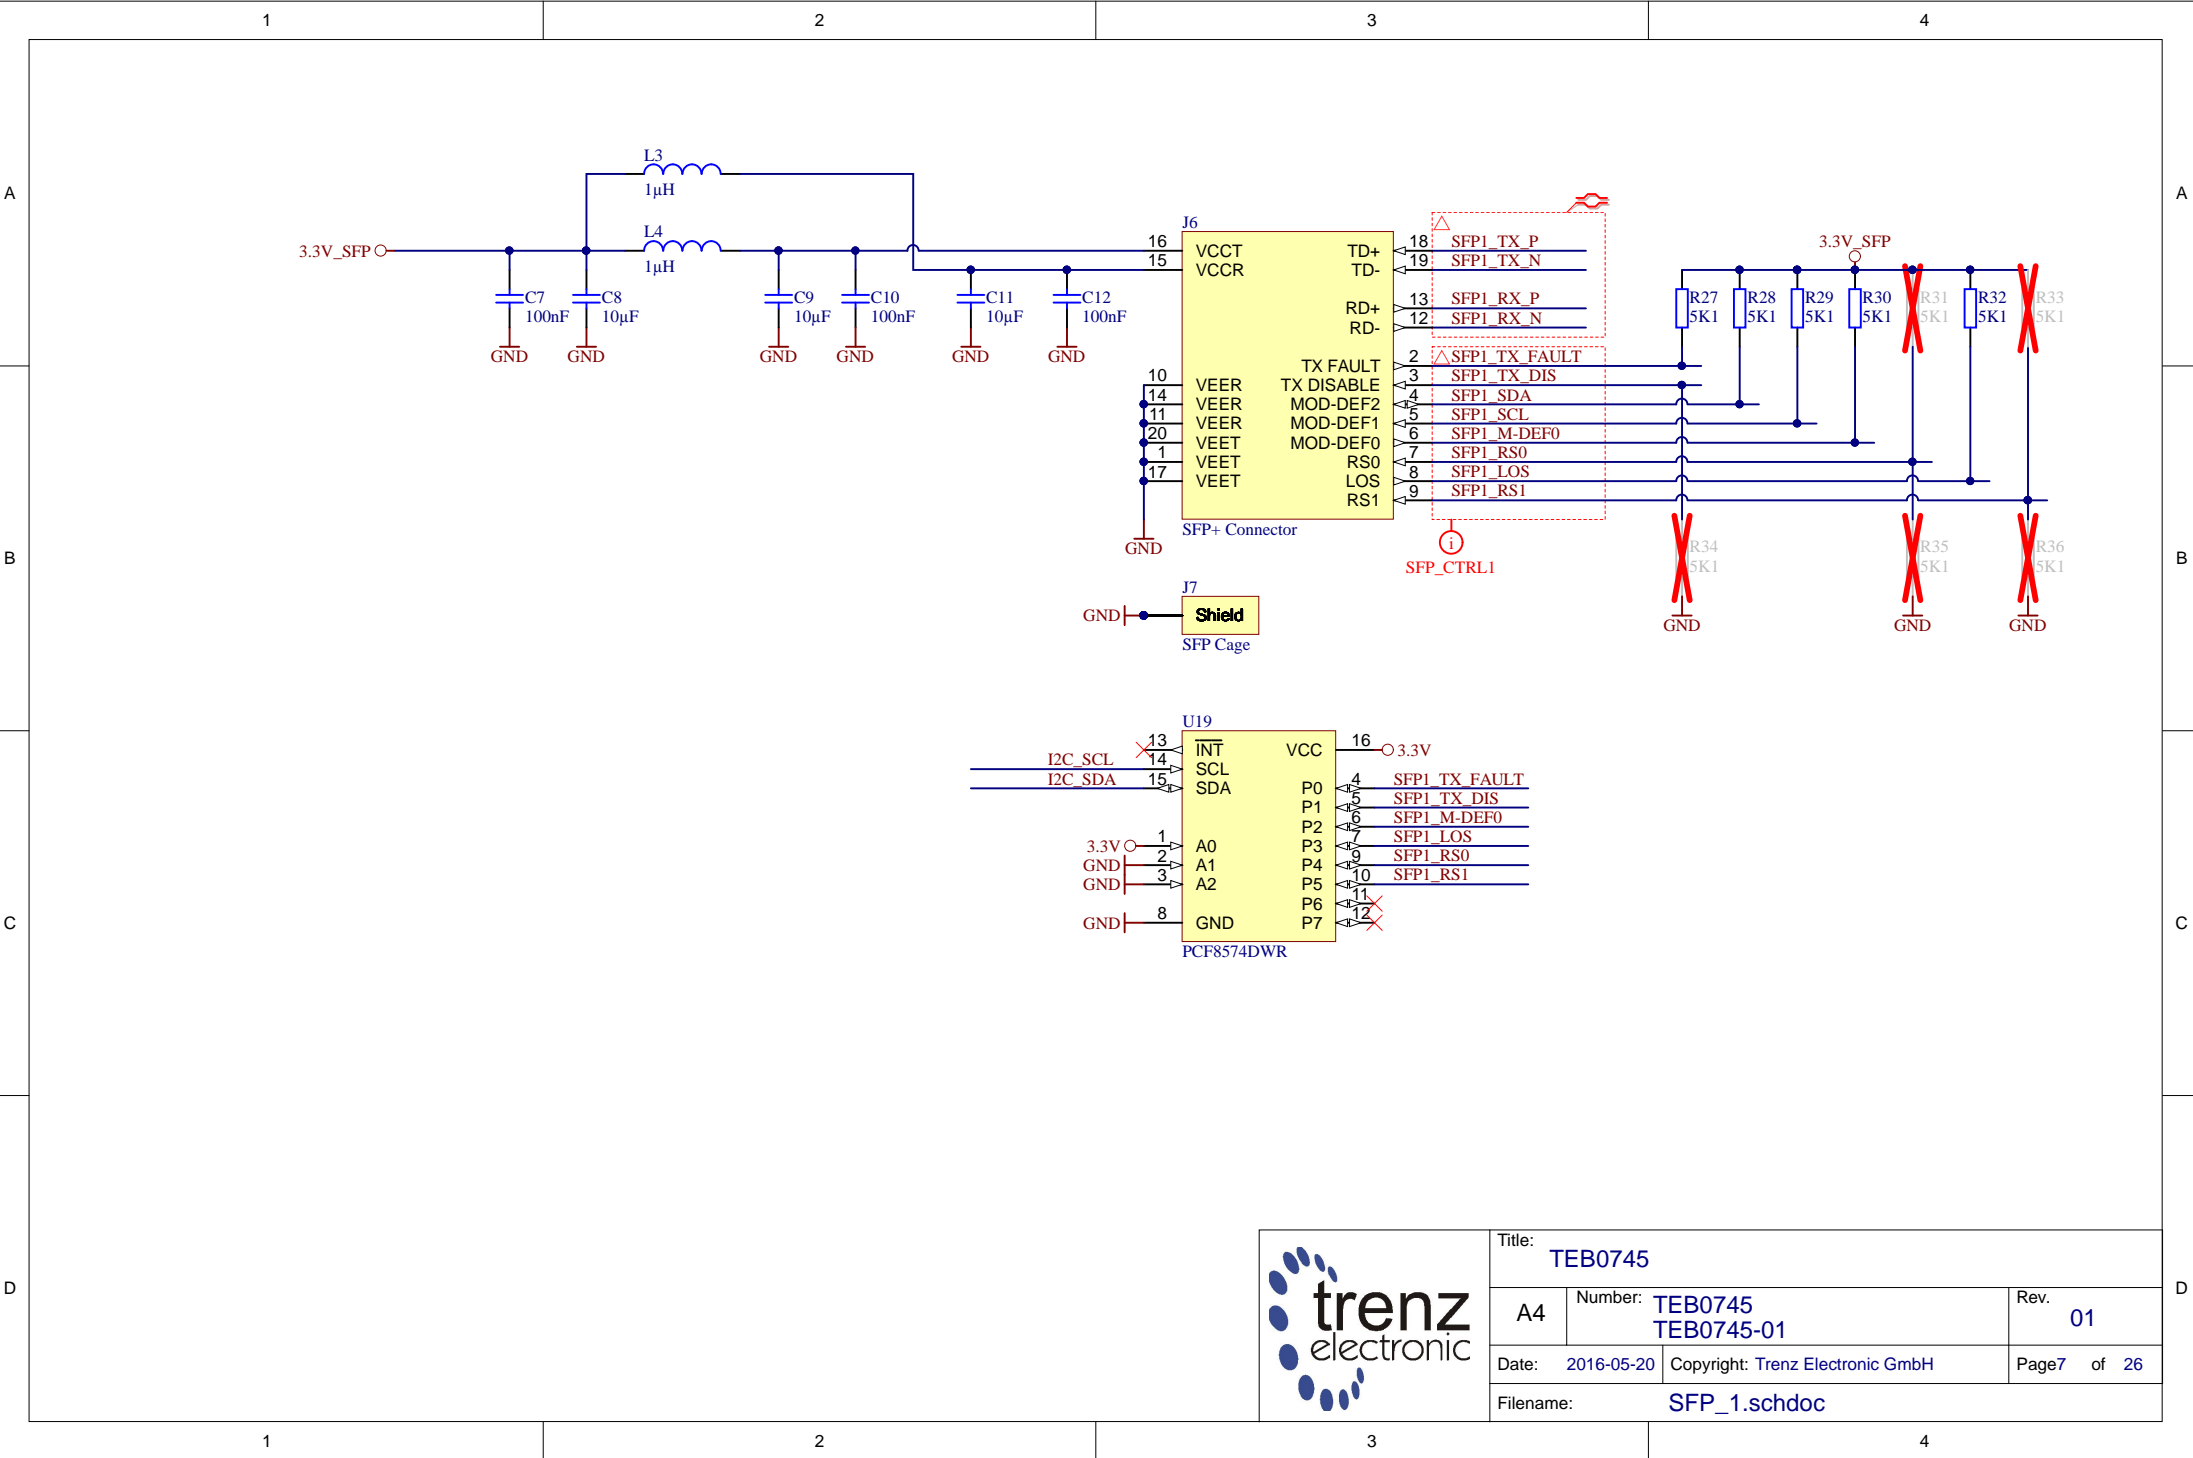 1 2 3 4
A A
L3
1µH
L4
1µH
3.3V_SFP
C7
100nF
C8
10µF
C9
10µF
C10
100nF
C11
10µF
C12
100nF
GND GND GND GND GND GND
J6
16 VCCT
15 VCCR
10 VEER
14 VEER
11 VEER
20 VEET
1 VEET
17 VEET
GND
TD+ 18 SFP1_TX_P
TD- 19 SFP1_TX_N
RD+ 13 SFP1_RX_P
RD- 12 SFP1_RX_N
TX FAULT 2 SFP1_TX_FAULT
TX DISABLE 3 SFP1_TX_DIS
MOD-DEF2 4 SFP1_SDA
MOD-DEF1 5 SFP1_SCL
MOD-DEF0 6 SFP1_M-DEF0
RS0 7 SFP1_RS0
LOS 8 SFP1_LOS
RS1 9 SFP1_RS1
SFP+ Connector
i
SFP_CTRL1
3.3V_SFP
R27
5K1
R28
5K1
R29
5K1
R30
5K1
R31
5K1
R32
5K1
R33
5K1
R34
5K1
R35
5K1
R36
5K1
GND GND GND
B B
J7
GND Shield
SFP Cage
U19
13 INT
I2C_SCL 14 SCL
I2C_SDA 15 SDA
3.3V 1 A0
GND 2 A1
GND 3 A2
GND 8 GND
VCC 16 3.3V
P0 4 SFP1_TX_FAULT
P1 5 SFP1_TX_DIS
P2 6 SFP1_M-DEF0
P3 7 SFP1_LOS
P4 9 SFP1_RS0
P5 10 SFP1_RS1
P6 11
P7 12
PCF8574DWR
C C
D D
trenz
electronic
Title:
TEB0745
A4
Number: TEB0745
TEB0745-01
Rev.
01
Date: 2016-05-20
Copyright: Trenz Electronic GmbH
Page7 of 26
Filename: SFP_1.schdoc
1 2 3 4